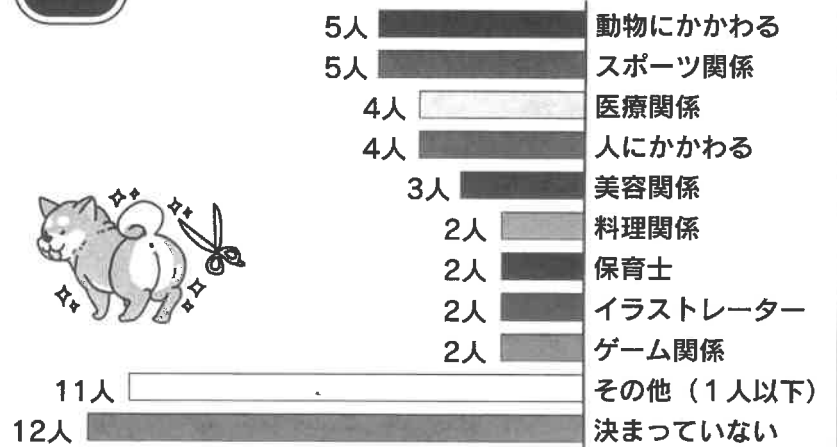 5人 動物にかかわる
5人 スポーツ関係
4人 医療関係
4人 人にかかわる
3人 美容関係
2人 料理関係
2人 保育士
2人 イラストレーター
2人 ゲーム関係
11人 その他（1人以下）
12人 決まっていない